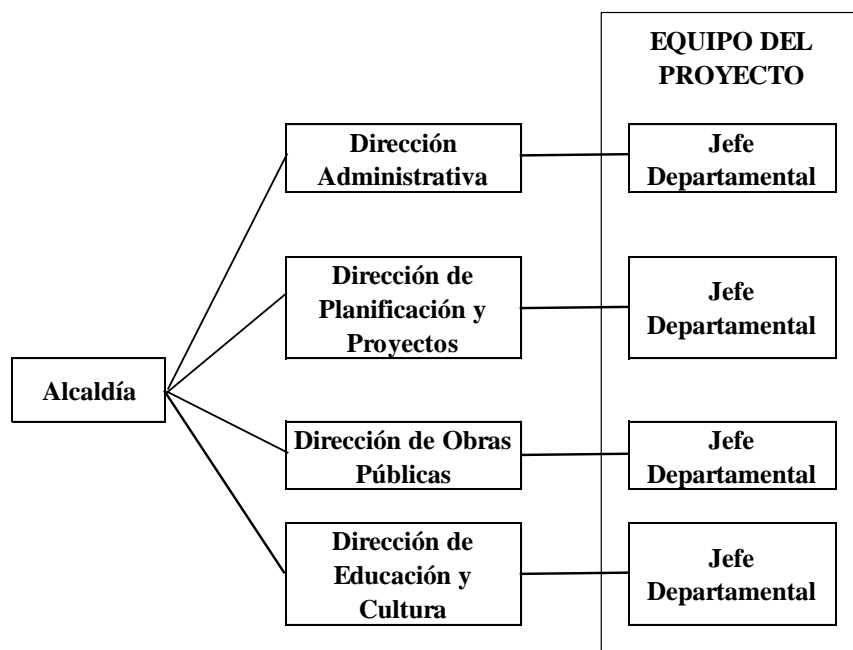 EQUIPO DEL
PROYECTO
Dirección
Administrativa
Jefe
Departamental
Dirección de
Planificación y
Proyectos
Jefe
Departamental
Alcaldía
Dirección de Obras
Públicas
Jefe
Departamental
Dirección de
Educación y
Cultura
Jefe
Departamental